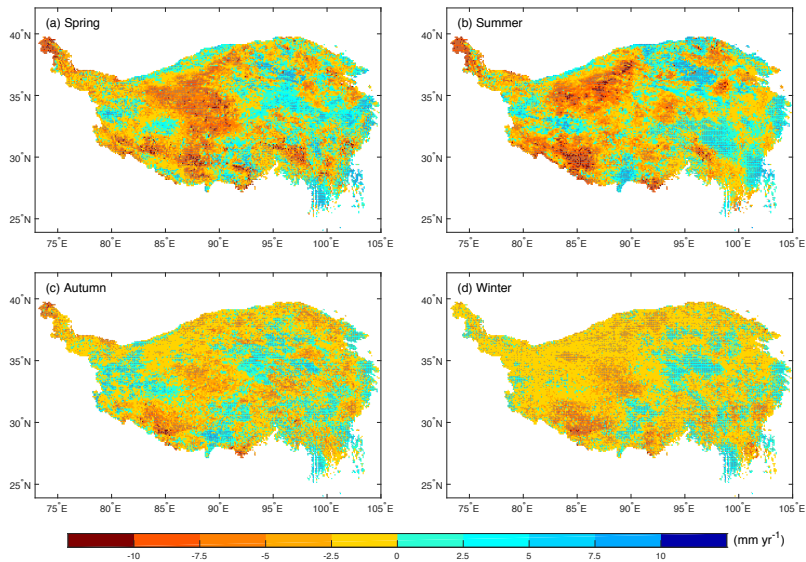 (a) Spring
(b) Summer
40°N
35°N
30°N
25°N
75°E 80°E 85°E 90°E 95°E 100°E 105°E
40°N
35°N
30°N
25°N
75°E 80°E 85°E 90°E 95°E 100°E 105°E
(c) Autumn
(d) Winter
40°N
35°N
30°N
25°N
75°E 80°E 85°E 90°E 95°E 100°E 105°E
40°N
35°N
30°N
25°N
75°E 80°E 85°E 90°E 95°E 100°E 105°E
-10 -7.5 -5 -2.5 0 2.5 5 7.5 10 (mm yr⁻¹)